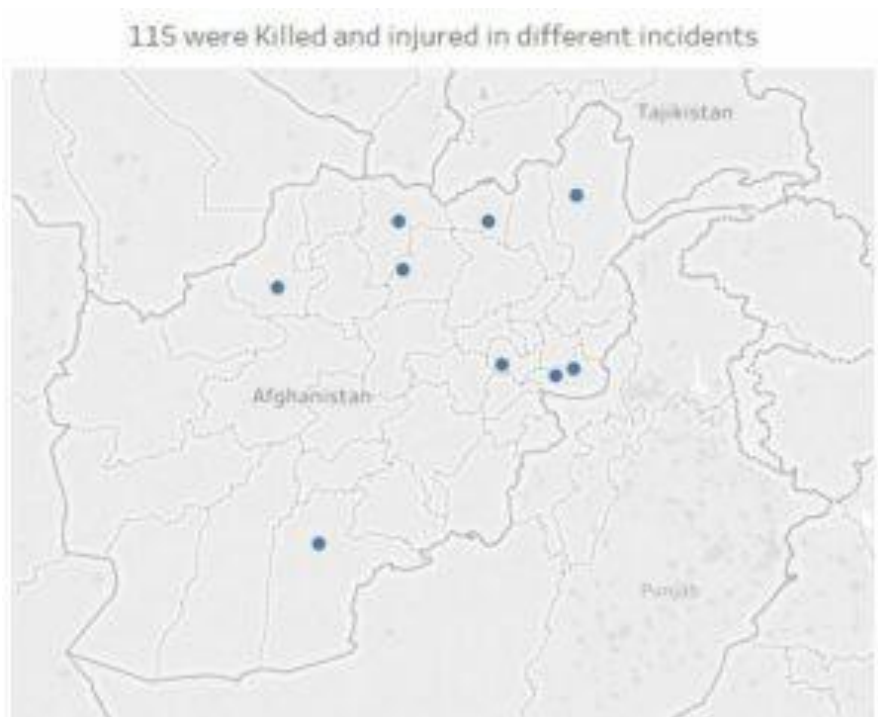 115 were Killed and injured in different incidents
Tajikistan
Afghanistan
Punjab